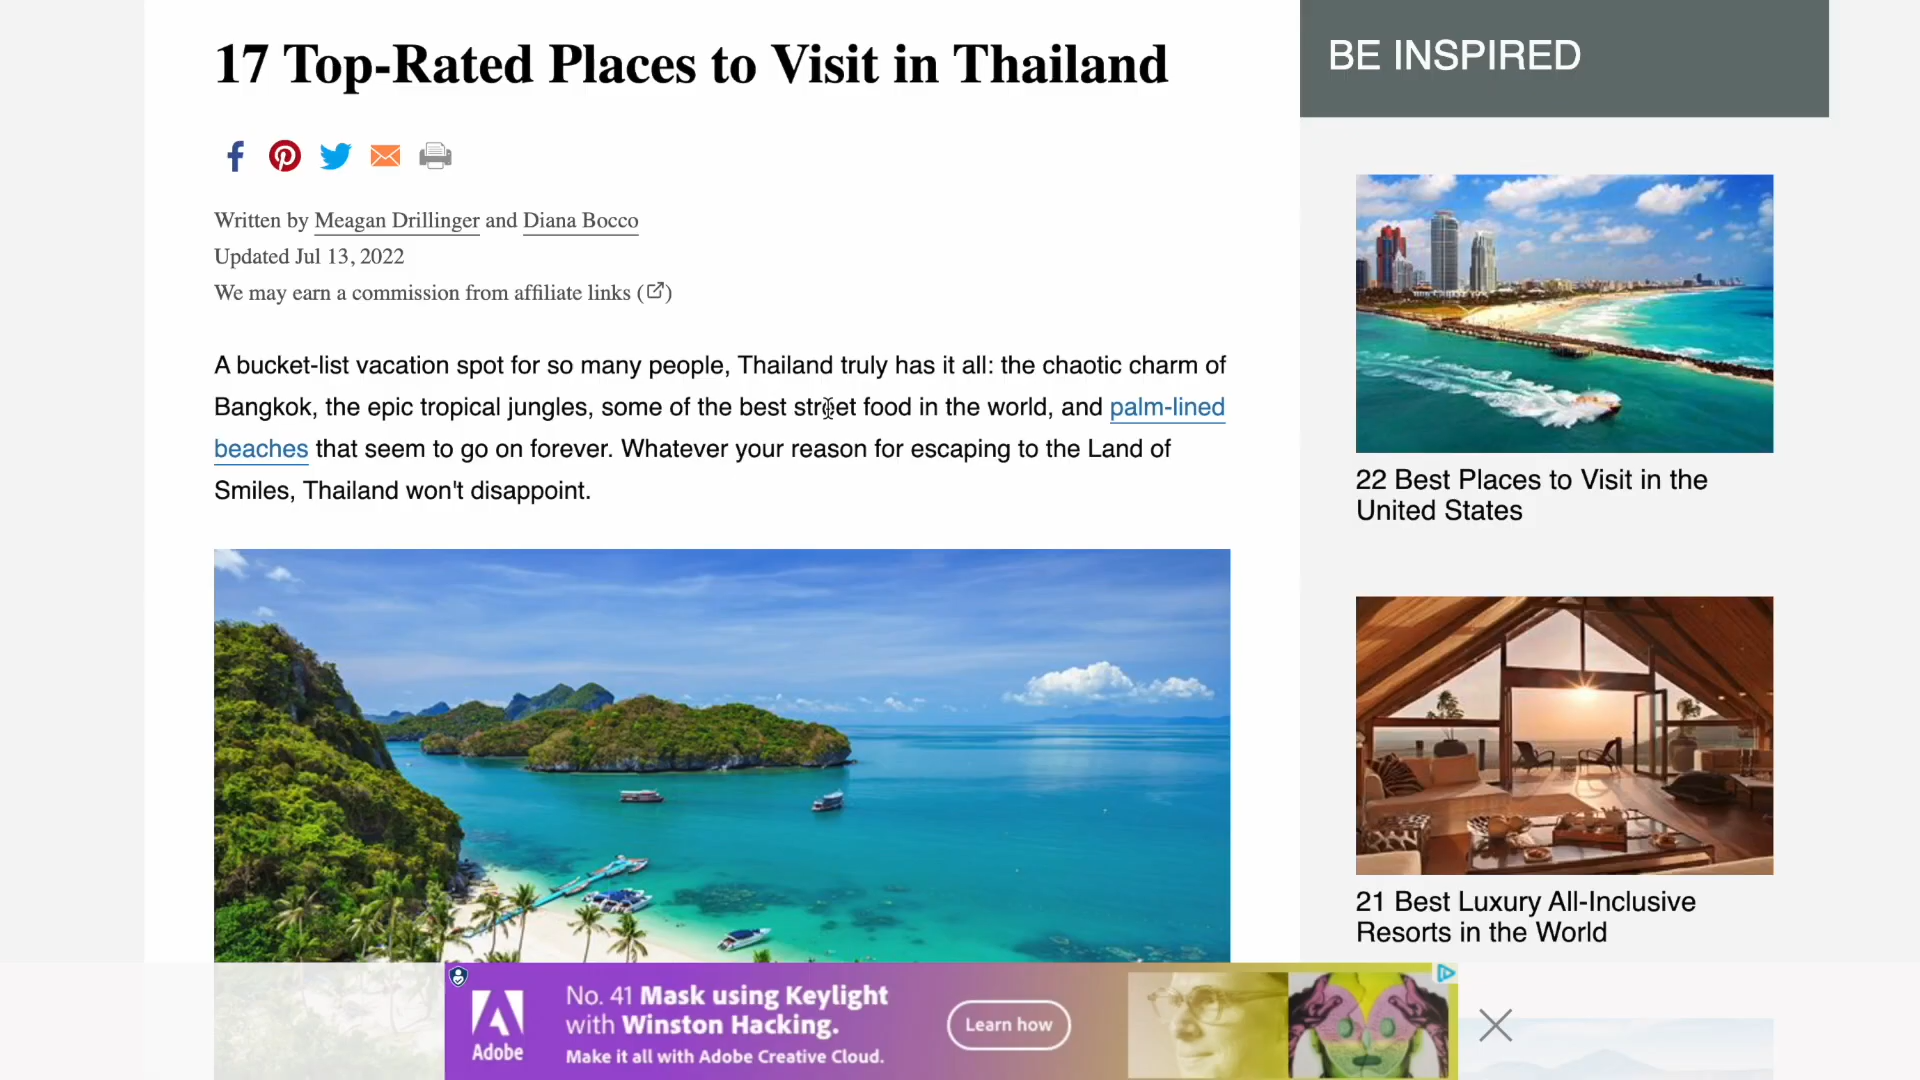 17 Top-Rated Places to Visit in Thailand
Written by Meagan Drillinger and Diana Bocco
Updated Jul 13, 2022
We may earn a commission from affiliate links ( )
A bucket-list vacation spot for so many people, Thailand truly has it all: the chaotic charm of
Bangkok, the epic tropical jungles, some of the best street food in the world, and palm-lined
beaches that seem to go on forever. Whatever your reason for escaping to the Land of
Smiles, Thailand won't disappoint.
BE INSPIRED
22 Best Places to Visit in the
United States
21 Best Luxury All-Inclusive
Resorts in the World
Adobe
No. 41 Mask using Keylight
with Winston Hacking.
Make it all with Adobe Creative Cloud.
Learn how